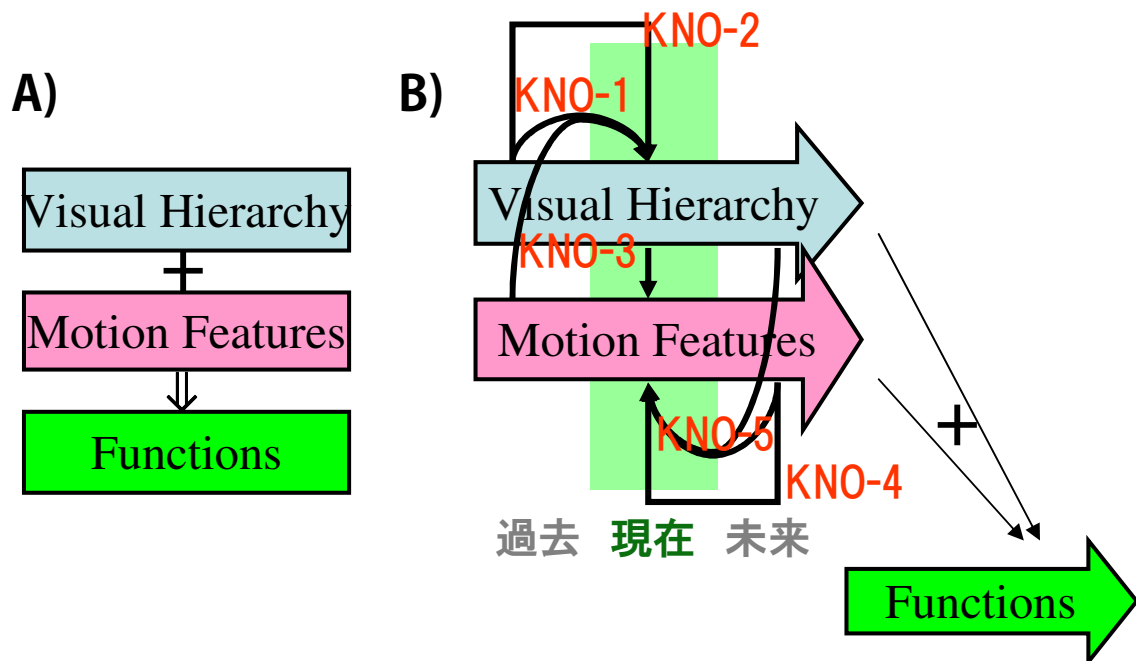 A)
Visual Hierarchy
+
Motion Features
Functions
B)
KNO-2
KNO-1
Visual Hierarchy
KNO-3
Motion Features
KNO-5
KNO-4
+
過去 現在 未来
Functions